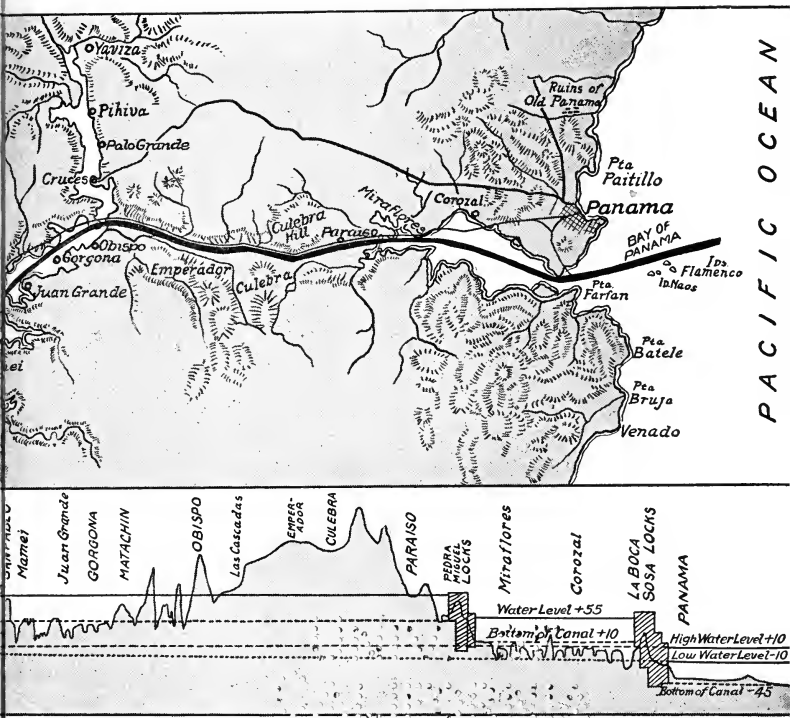 Yaviza
Pihiva
Palo Grande
Cruces
Ruins of
Old Panama
Pta
Paitillo
Panama
Corozal
Miraflores
Culebra
Hill
Paraiso
Obispo
Gorgona
Emperador
Culebra
Juan Grande
BAY OF
PANAMA
Ids
Flamenco
Id. Naos
Pta
Farfan
Pta
Batele
Pta
Bruja
Venado
PACIFIC OCEAN
Mamei
Juan Grande
GORGONA
MATACHIN
OBISPO
Las Cascadas
EMPER-
ADOR
CULEBRA
PARAISO
PEDRA
MIGUEL
LOCKS
Miraflores
Corozal
LA BOCA
SOSA LOCKS
PANAMA
Water Level +55
Bottom of Canal +10
High Water Level +10
Low Water Level -10
Bottom of Canal -45